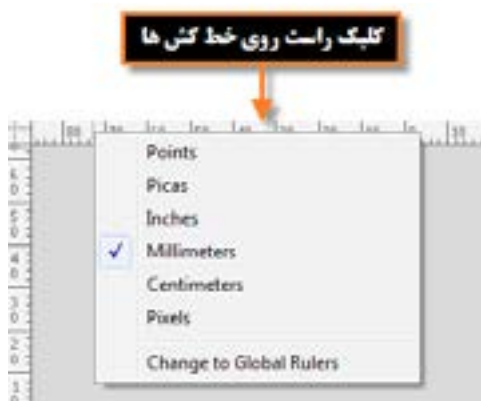 کلیک راست روی خط کش ها
Points
Picas
Inches
Millimeters
Centimeters
Pixels
Change to Global Rulers